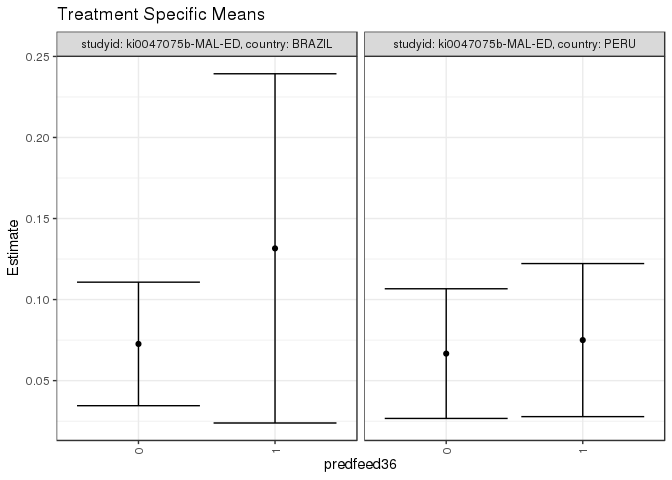 Treatment Specific Means
studyid: ki0047075b-MAL-ED, country: BRAZIL
studyid: ki0047075b-MAL-ED, country: PERU
0.25
0.20
0.15
0.10
0.05
Estimate
0
1
0
1
predfeed36